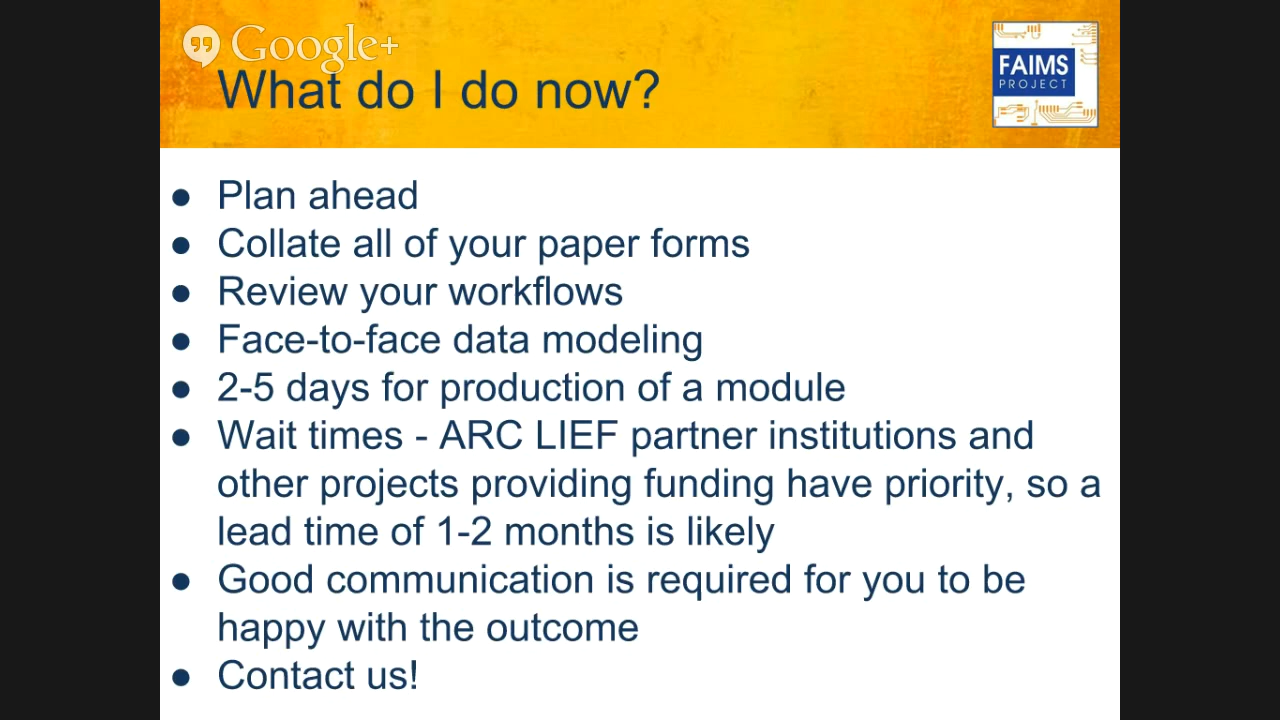 Google+
What do I do now?
FAIMS
PROJECT
● Plan ahead
● Collate all of your paper forms
● Review your workflows
● Face-to-face data modeling
● 2-5 days for production of a module
● Wait times - ARC LIEF partner institutions and
other projects providing funding have priority, so a
lead time of 1-2 months is likely
● Good communication is required for you to be
happy with the outcome
● Contact us!